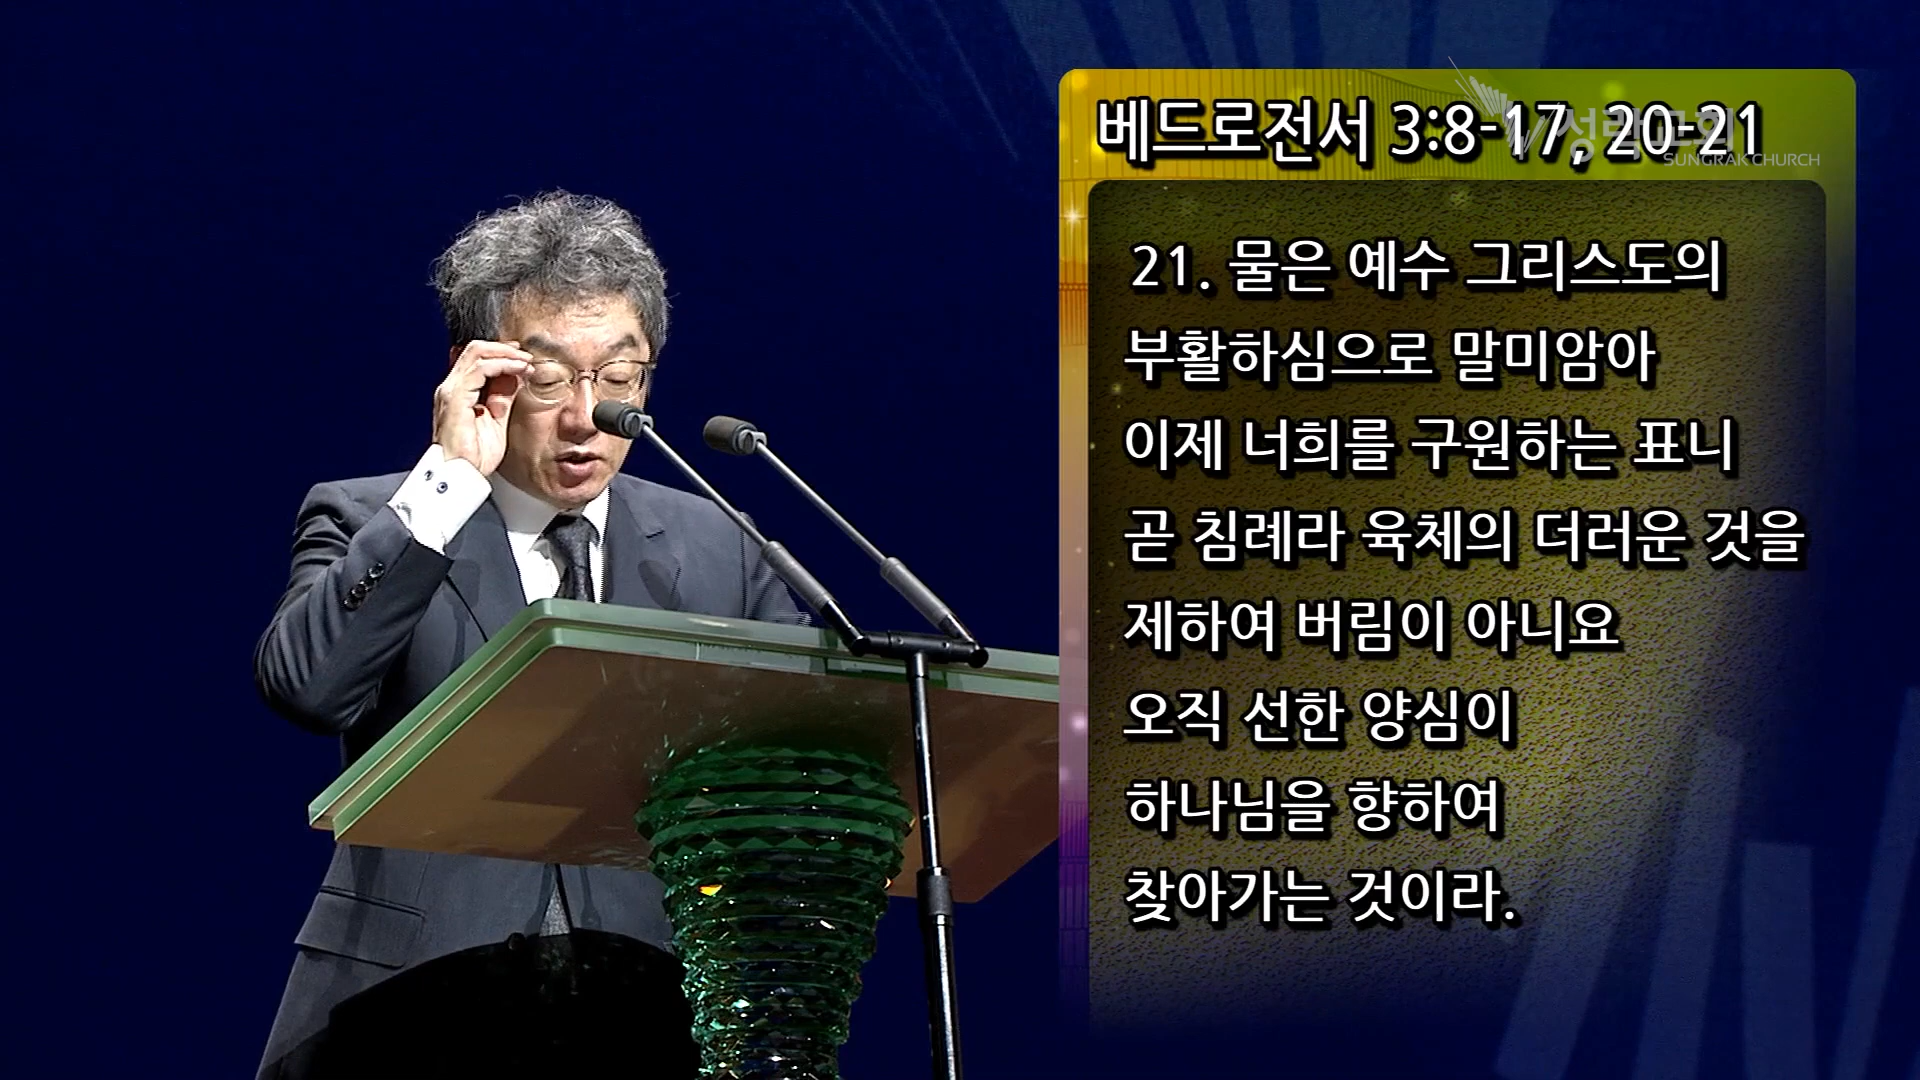 베드로전서 3:8-17, 20-21
성락교회
SUNGRAK CHURCH
21. 물은 예수 그리스도의
부활하심으로 말미암아
이제 너희를 구원하는 표니
곧 침례라 육체의 더러운 것을
제하여 버림이 아니요
오직 선한 양심이
하나님을 향하여
찾아가는 것이라.